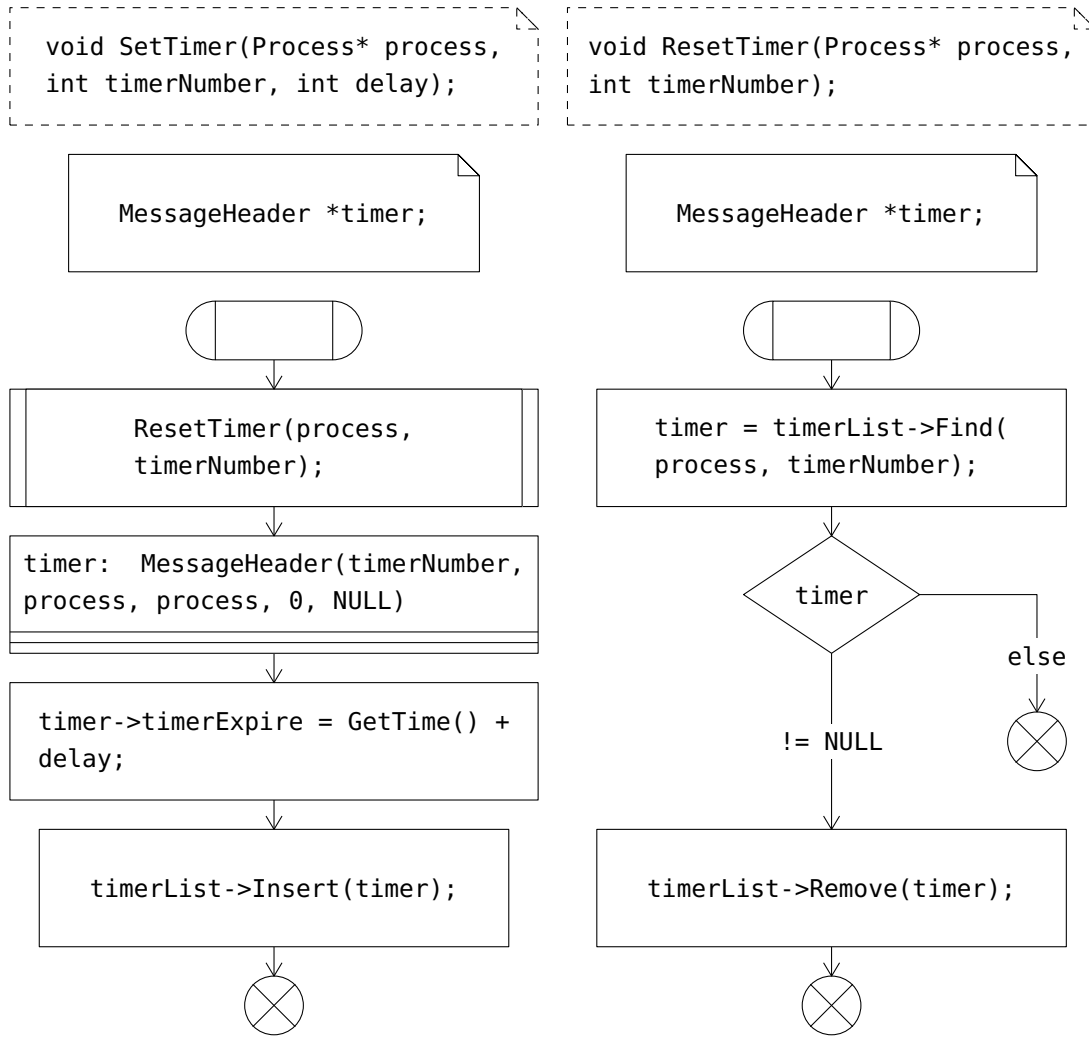 void SetTimer(Process* process,
int timerNumber, int delay);
MessageHeader *timer;
ResetTimer(process,
timerNumber);
timer:  MessageHeader(timerNumber,
process, process, 0, NULL)
timer->timerExpire = GetTime() +
delay;
timerList->Insert(timer);
void ResetTimer(Process* process,
int timerNumber);
MessageHeader *timer;
timer = timerList->Find(
process, timerNumber);
timer
else
!= NULL
timerList->Remove(timer);